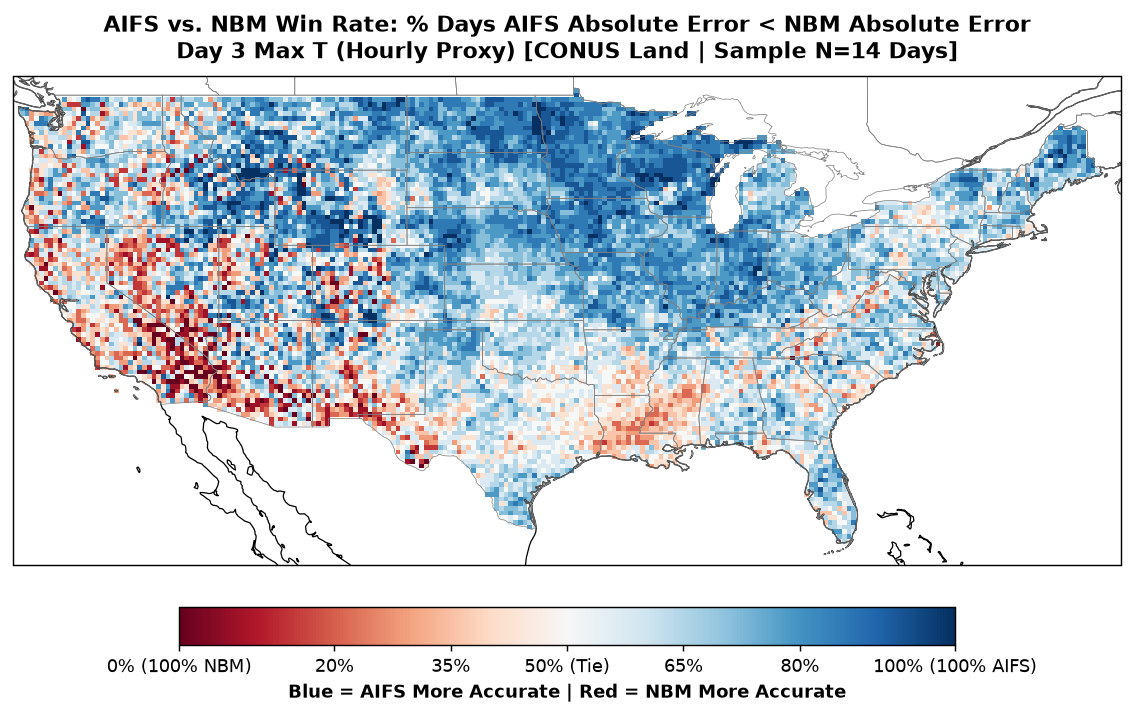 AIFS vs. NBM Win Rate: % Days AIFS Absolute Error < NBM Absolute Error
Day 3 Max T (Hourly Proxy) [CONUS Land | Sample N=14 Days]
0% (100% NBM) 20% 35% 50% (Tie) 65% 80% 100% (100% AIFS)
Blue = AIFS More Accurate | Red = NBM More Accurate